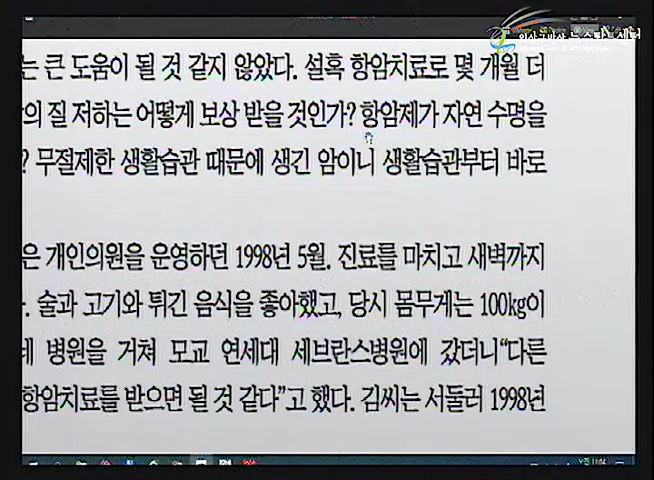 는 큰 도움이 될 것 같지 않았다. 설혹 항암치료로 몇 개월 더
의 질 저하는 어떻게 보상 받을 것인가? 항암제가 자연 수명을
? 무절제한 생활습관 때문에 생긴 암이니 생활습관부터 바로
은 개인의원을 운영하던 1998년 5월. 진료를 마치고 새벽까지
. 술과 고기와 튀긴 음식을 좋아했고, 당시 몸무게는 100kg이
데 병원을 거쳐 모교 연세대 세브란스병원에 갔더니 “다른
항암치료를 받으면 될 것 같다”고 했다. 김씨는 서둘러 1998년